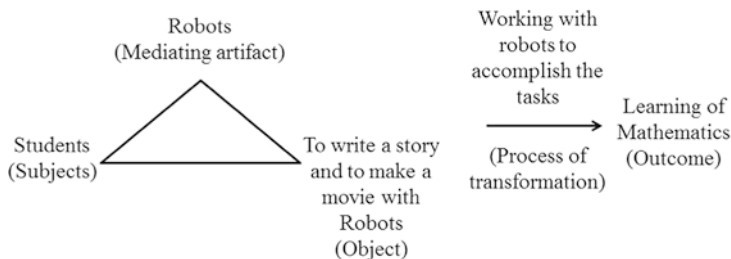 Robots
(Mediating artifact)
Students
(Subjects)
To write a story
and to make a
movie with
Robots
(Object)
Working with
robots to
accomplish the
tasks
(Process of
transformation)
Learning of
Mathematics
(Outcome)